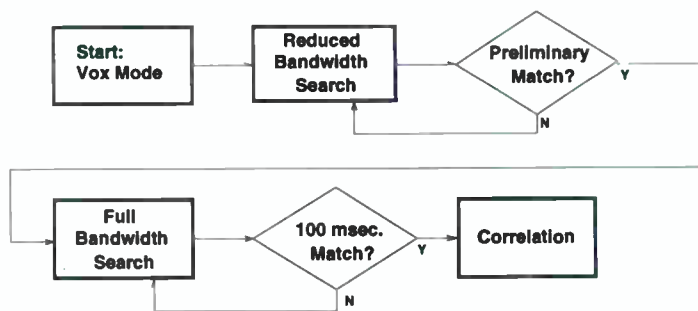 Start:
Vox Mode
Reduced
Bandwidth
Search
Preliminary
Match?
Y
N
Full
Bandwidth
Search
100 msec.
Match?
Y
N
Correlation